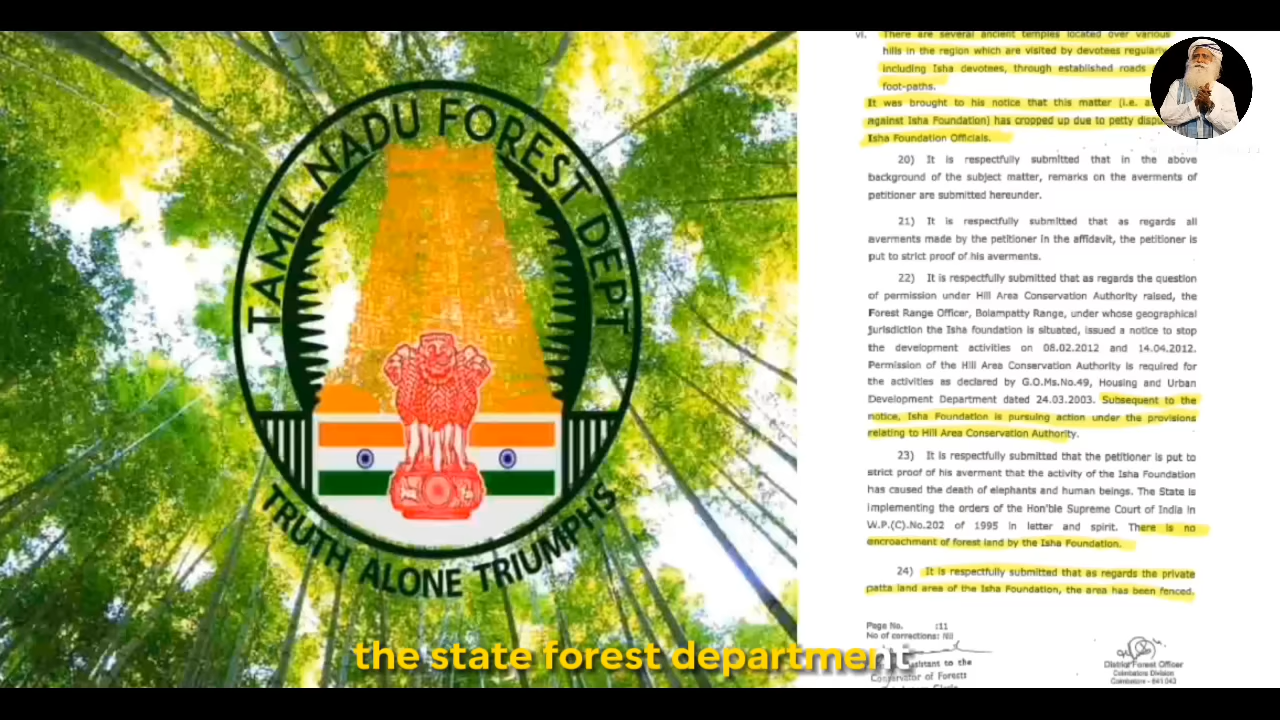 TAMILNADU FOREST DEPT
TRUTH ALONE TRIUMPHS
the state forest department
vi. There are several ancient temples located over various
hills in the region which are visited by devotees
including Isha devotees, through established roads
foot-paths.
It was brought to his notice that this matter (i.e.
against Isha Foundation) has cropped up due to petty
Isha Foundation Officials.
20) It is respectfully submitted that in the above
background of the subject matter, remarks on the averments of
petitioner are submitted hereunder.
21) It is respectfully submitted that as regards all
averments made by the petitioner in the affidavit, the petitioner is
put to strict proof of his averments.
22) It is respectfully submitted that as regards the question
of permission under Hill Area Conservation Authority raised, the
Forest Range Officer, Bolampatty Range, under whose geographical
jurisdiction the Isha foundation is situated, issued a notice to stop
the development activities on 08.02.2012 and 14.04.2012.
Permission of the Hill Area Conservation Authority is required for
the activities as declared by G.O.Ms.No.49, Housing and Urban
Development Department dated 24.03.2003. Subsequent to the
notice, Isha Foundation is pursuing action under the provisions
relating to Hill Area Conservation Authority.
23) It is respectfully submitted that the petitioner is put to
strict proof of his averment that the activity of the Isha Foundation
has caused the death of elephants and human beings. The State is
implementing the orders of the Hon'ble Supreme Court of India in
W.P.(C).No.202 of 1995 in letter and spirit. There is no
encroachment of forest land by the Isha Foundation.
24) It is respectfully submitted that as regards the private
patta land area of the Isha Foundation, the area has been fenced.
Page No. :11
No of corrections: Nil
to the
Conservator of Forests
District Forest Officer
Coimbatore Division
Coimbatore - 641 043